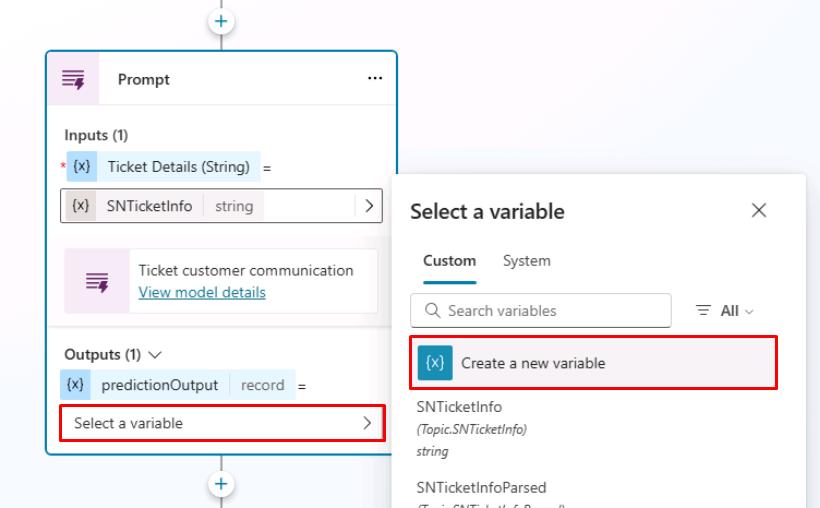 Prompt
...
Inputs (1)
* {x} Ticket Details (String) =
{x} SNTicketInfo string
Ticket customer communication
View model details
Outputs (1)
{x} predictionOutput record =
Select a variable
Select a variable
Custom System
Search variables All
{x} Create a new variable
SNTicketInfo
(Topic.SNTicketInfo)
string
SNTicketInfoParsed